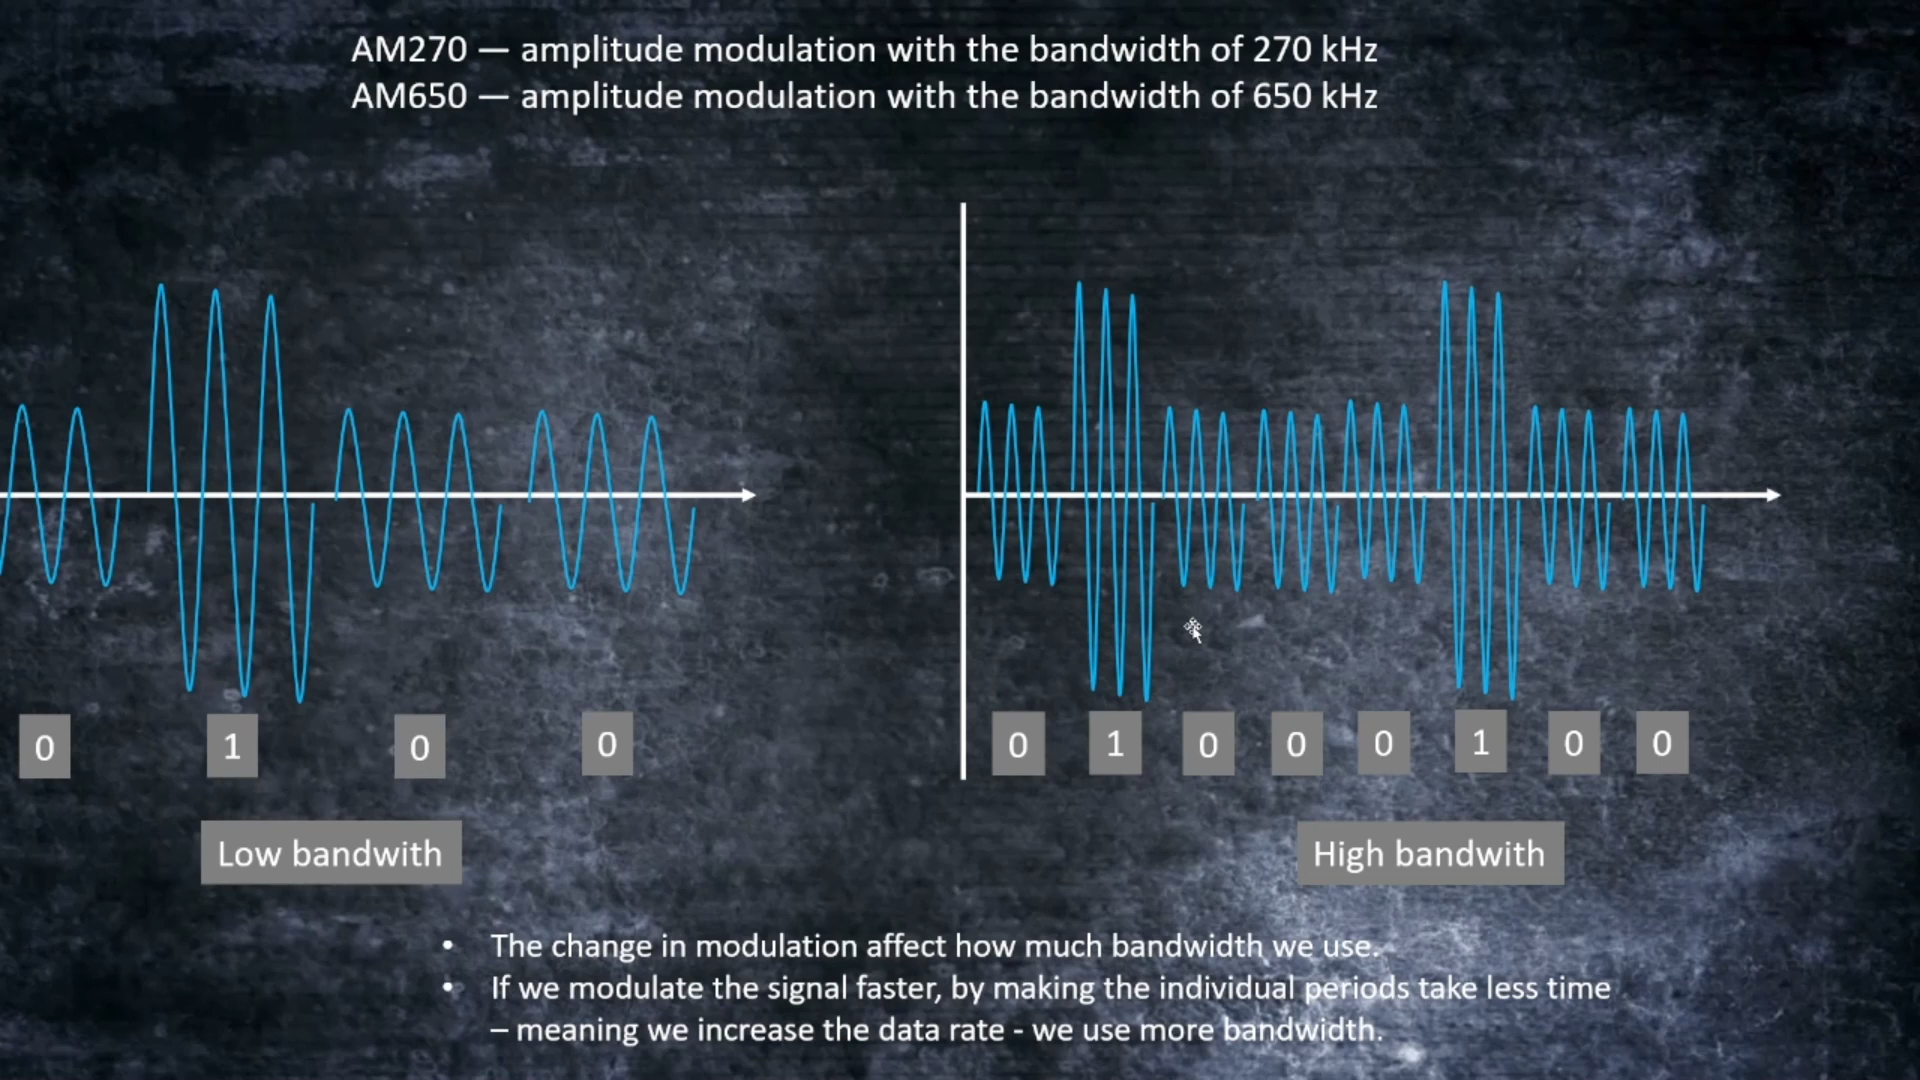 AM270 — amplitude modulation with the bandwidth of 270 kHz
AM650 — amplitude modulation with the bandwidth of 650 kHz
0 1 0 0
0 1 0 0 0 1 0 0
Low bandwith
High bandwith
• The change in modulation affect how much bandwidth we use.
• If we modulate the signal faster, by making the individual periods take less time
– meaning we increase the data rate - we use more bandwidth.